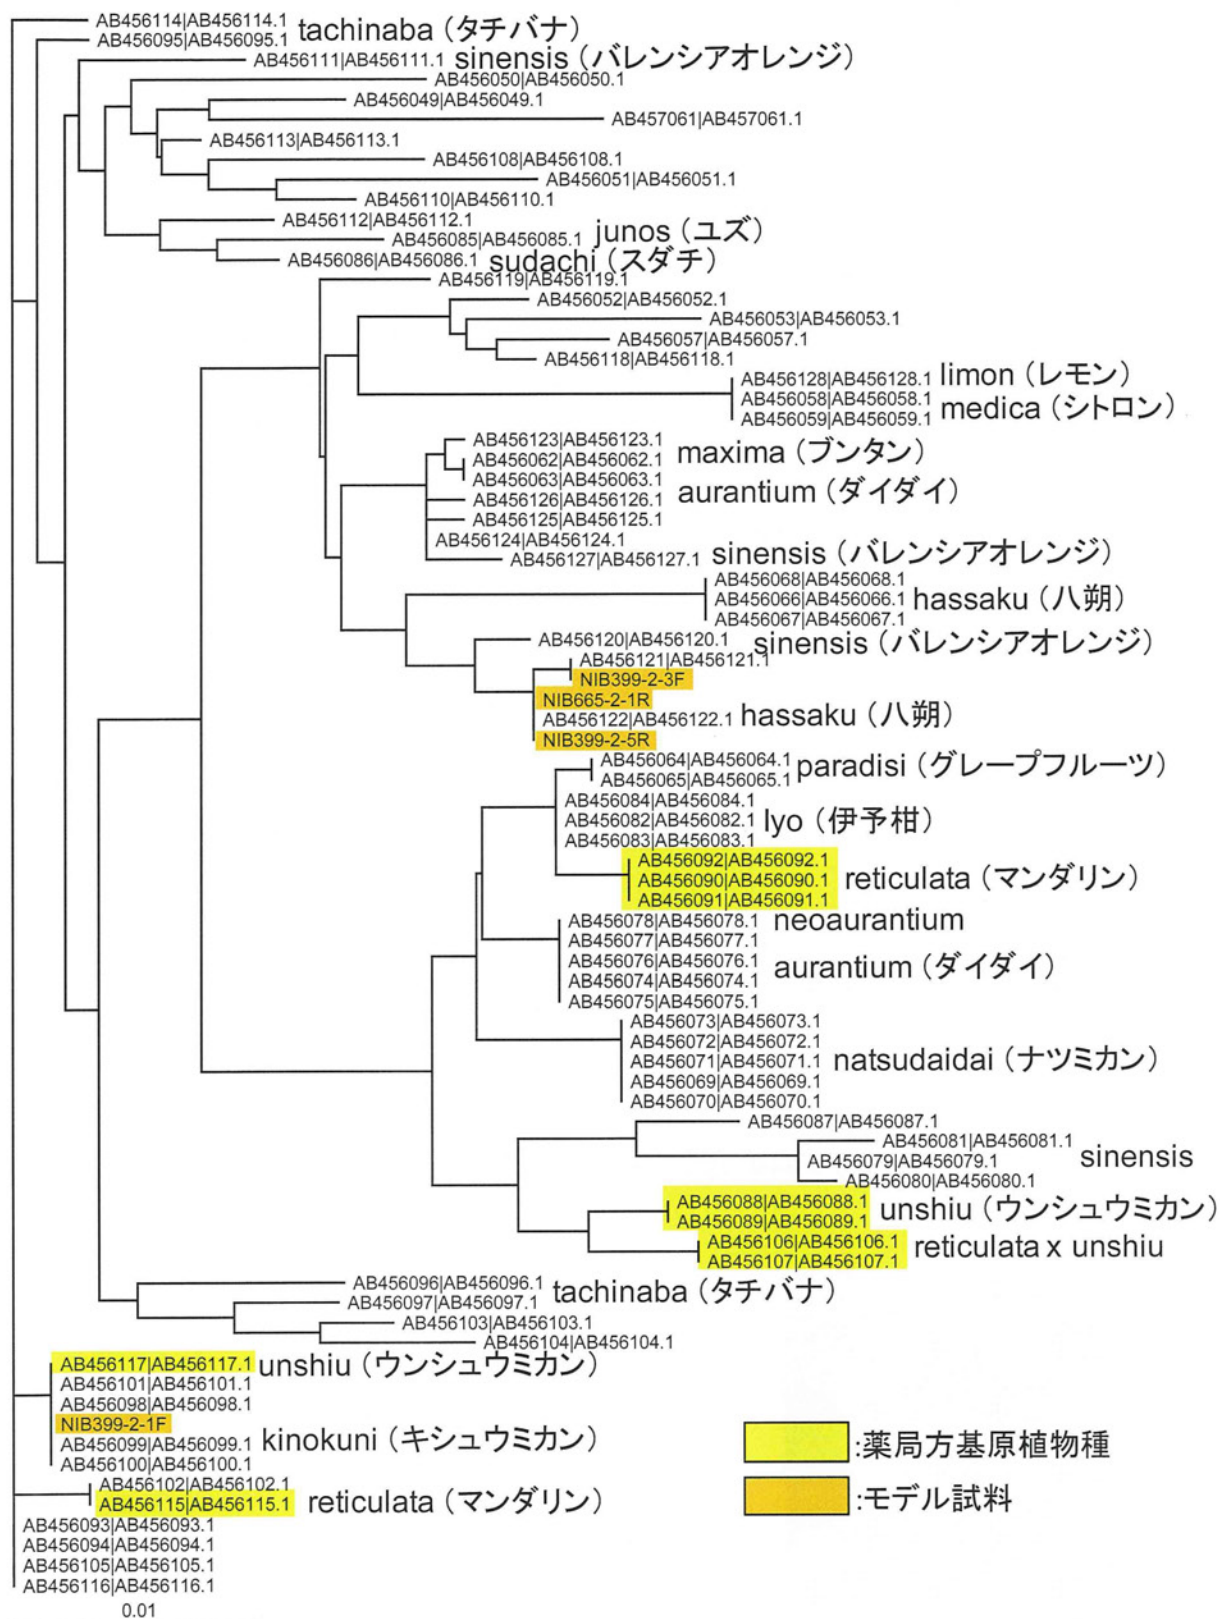 AB456114|AB456114.1
tachinaba (タチバナ)
AB456095|AB456095.1
AB456111|AB456111.1 sinensis (バレンシアオレンジ)
AB456050|AB456050.1
AB456049|AB456049.1
AB457061|AB457061.1
AB456113|AB456113.1
AB456108|AB456108.1
AB456051|AB456051.1
AB456110|AB456110.1
AB456112|AB456112.1
AB456085|AB456085.1 junos (ユズ)
AB456086|AB456086.1 sudachi (スダチ)
AB456119|AB456119.1
AB456052|AB456052.1
AB456053|AB456053.1
AB456057|AB456057.1
AB456118|AB456118.1
AB456128|AB456128.1 limon (レモン)
AB456058|AB456058.1
medica (シトロン)
AB456059|AB456059.1
AB456123|AB456123.1
AB456062|AB456062.1 maxima (ブンタン)
AB456063|AB456063.1
aurantium (ダイダイ)
AB456126|AB456126.1
AB456125|AB456125.1
AB456124|AB456124.1
AB456127|AB456127.1 sinensis (バレンシアオレンジ)
AB456068|AB456068.1
AB456066|AB456066.1 hassaku (八朔)
AB456067|AB456067.1
AB456120|AB456120.1 sinensis (バレンシアオレンジ)
AB456121|AB456121.1
NIB399-2-3F
NIB665-2-1R
AB456122|AB456122.1 hassaku (八朔)
NIB399-2-5R
AB456064|AB456064.1 paradisi (グレープフルーツ)
AB456065|AB456065.1
AB456084|AB456084.1
AB456082|AB456082.1 Iyo (伊予柑)
AB456083|AB456083.1
AB456092|AB456092.1
AB456090|AB456090.1 reticulata (マンダリン)
AB456091|AB456091.1
AB456078|AB456078.1 neoaurantium
AB456077|AB456077.1
AB456076|AB456076.1 aurantium (ダイダイ)
AB456074|AB456074.1
AB456075|AB456075.1
AB456073|AB456073.1
AB456072|AB456072.1
AB456071|AB456071.1 natsudaidai (ナツミカン)
AB456069|AB456069.1
AB456070|AB456070.1
AB456087|AB456087.1
AB456081|AB456081.1
AB456079|AB456079.1 sinensis
AB456080|AB456080.1
AB456088|AB456088.1 unshiu (ウンシュウミカン)
AB456089|AB456089.1
AB456106|AB456106.1 reticulata x unshiu
AB456107|AB456107.1
AB456096|AB456096.1 tachinaba (タチバナ)
AB456097|AB456097.1
AB456103|AB456103.1
AB456104|AB456104.1
AB456117|AB456117.1 unshiu (ウンシュウミカン)
AB456101|AB456101.1
AB456098|AB456098.1
NIB399-2-1F
AB456099|AB456099.1 kinokuni (キシュウミカン)
AB456100|AB456100.1
AB456102|AB456102.1
AB456115|AB456115.1 reticulata (マンダリン)
AB456093|AB456093.1
AB456094|AB456094.1
AB456105|AB456105.1
AB456116|AB456116.1
0.01
:薬局方基原植物種
:モデル試料